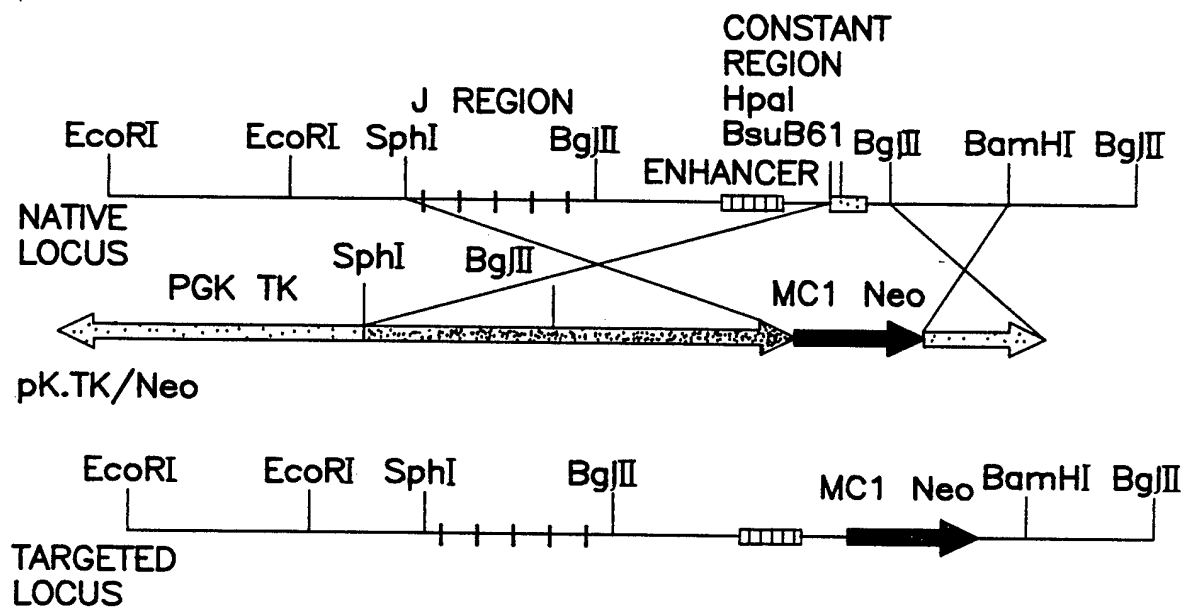 CONSTANT
REGION
HpaI
BsuB61
J REGION
EcoRI EcoRI SphI BglII BglII BamHI BglII
ENHANCER
NATIVE
LOCUS
SphI BglII
PGK TK MC1 Neo
pK.TK/Neo
EcoRI EcoRI SphI BglII MC1 Neo BamHI BglII
TARGETED
LOCUS